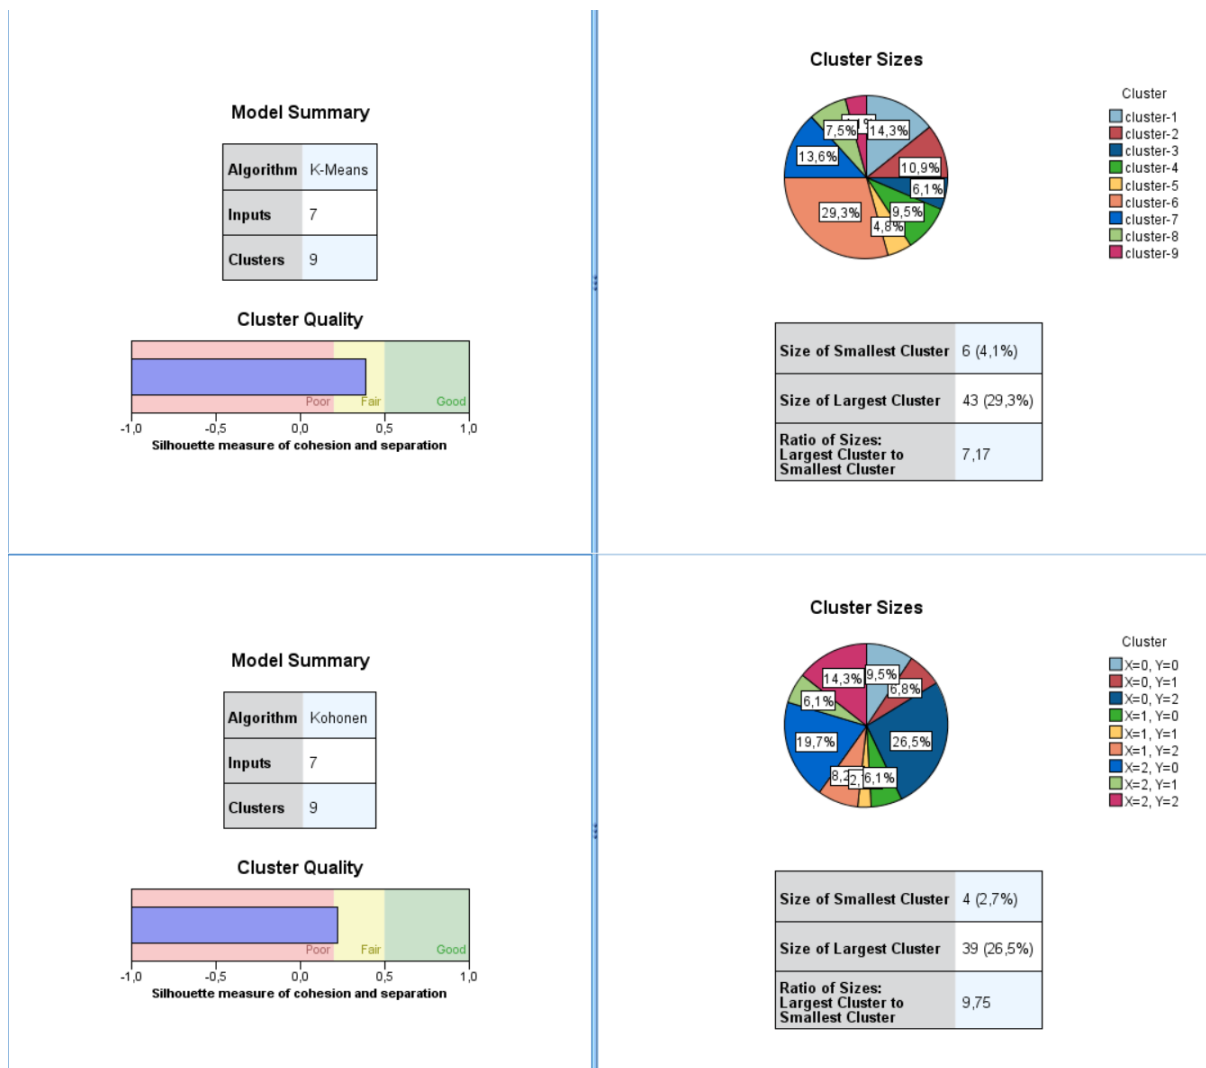 Model Summary
Algorithm K-Means
Inputs 7
Clusters 9
Cluster Quality
Poor Fair Good
-1,0 -0,5 0,0 0,5 1,0
Silhouette measure of cohesion and separation
Cluster Sizes
7,5% 14,3%
13,6% 10,9%
6,1%
29,3% 9,5%
4,8%
Cluster
cluster-1
cluster-2
cluster-3
cluster-4
cluster-5
cluster-6
cluster-7
cluster-8
cluster-9
Size of Smallest Cluster 6 (4,1%)
Size of Largest Cluster 43 (29,3%)
Ratio of Sizes:
Largest Cluster to
Smallest Cluster
7,17
Model Summary
Algorithm Kohonen
Inputs 7
Clusters 9
Cluster Quality
Poor Fair Good
-1,0 -0,5 0,0 0,5 1,0
Silhouette measure of cohesion and separation
Cluster Sizes
14,3% 9,5%
6,8%
6,1%
19,7% 26,5%
8,2 2, 6,1%
Cluster
X=0, Y=0
X=0, Y=1
X=0, Y=2
X=1, Y=0
X=1, Y=1
X=1, Y=2
X=2, Y=0
X=2, Y=1
X=2, Y=2
Size of Smallest Cluster 4 (2,7%)
Size of Largest Cluster 39 (26,5%)
Ratio of Sizes:
Largest Cluster to
Smallest Cluster
9,75